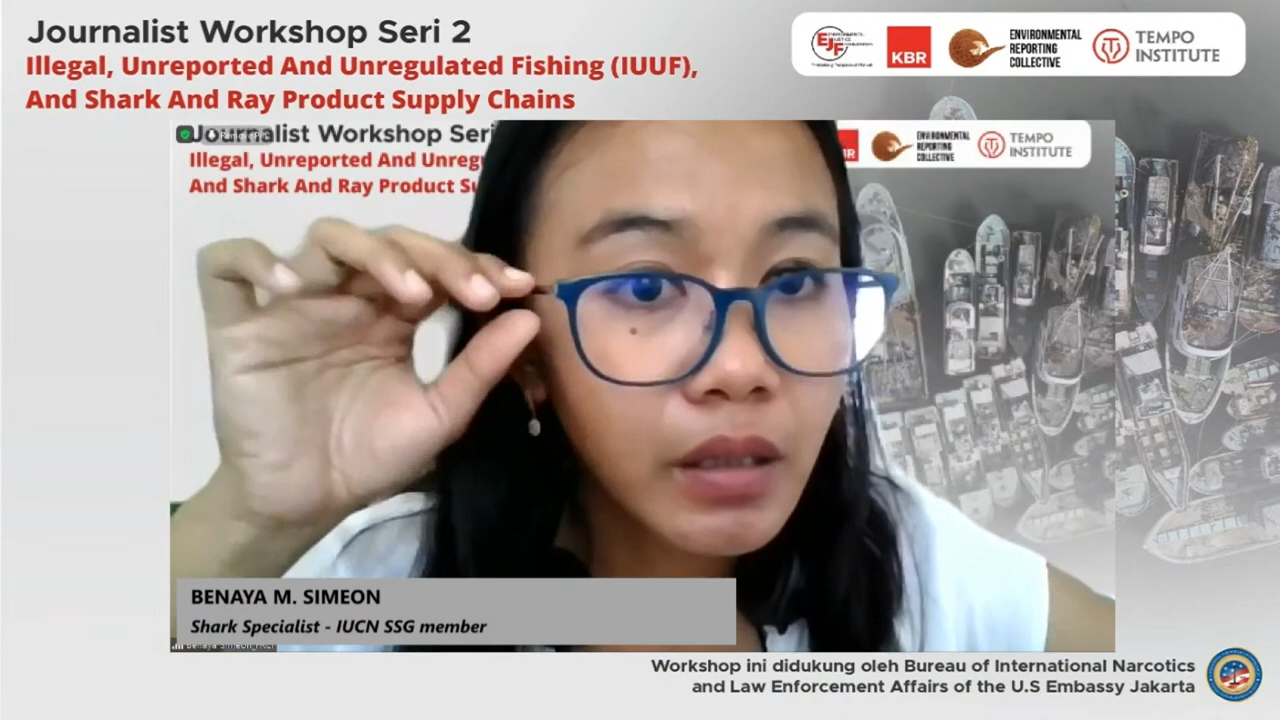 Journalist Workshop Seri 2
Illegal, Unreported And Unregulated Fishing (IUUF),
And Shark And Ray Product Supply Chains
EJF
KBR
ENVIRONMENTAL
REPORTING
COLLECTIVE
TEMPO
INSTITUTE
Journalist Workshop Seri
Illegal, Unreported And Unregu
And Shark And Ray Product Su
ENVIRONMENTAL
REPORTING
COLLECTIVE
TEMPO
INSTITUTE
BENAYA M. SIMEON
Shark Specialist - IUCN SSG member
Workshop ini didukung oleh Bureau of International Narcotics
and Law Enforcement Affairs of the U.S Embassy Jakarta